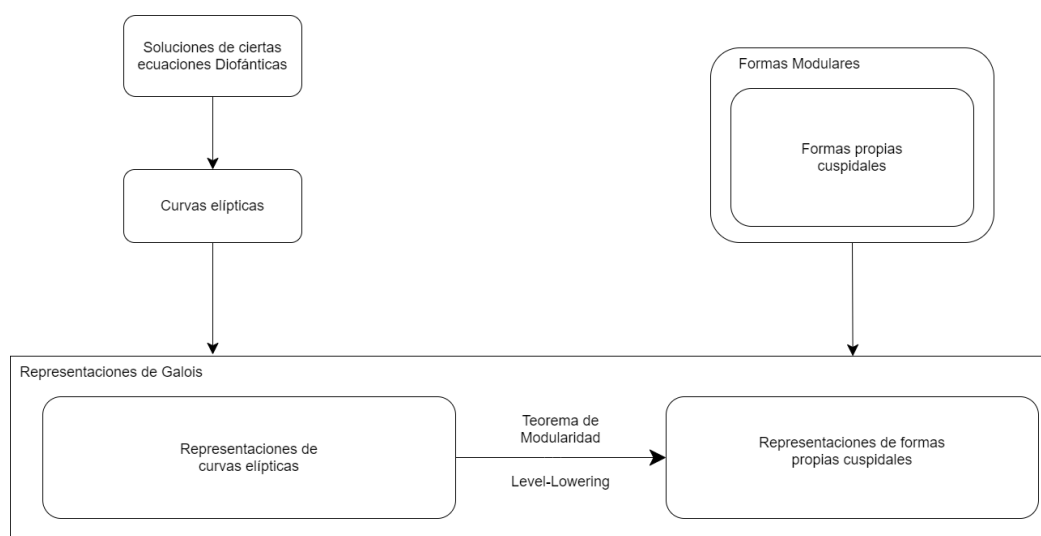 Soluciones de ciertas
ecuaciones Diofánticas
Curvas elípticas
Formas Modulares
Formas propias
cuspidales
Representaciones de Galois
Representaciones de
curvas elípticas
Teorema de
Modularidad
Level-Lowering
Representaciones de formas
propias cuspidales